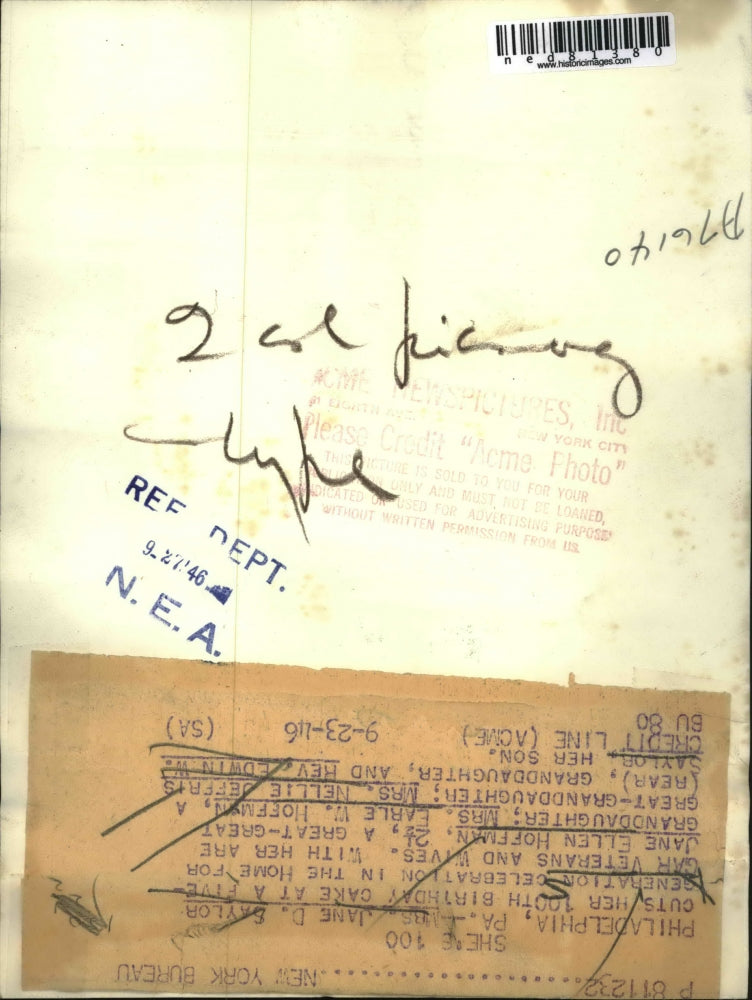 ned81380
www.historicimages.com
A76140
2 col
ACME NEWSPICTURES, Inc
EIGHTH AVE. NEW YORK CITY
Please Credit "Acme Photo"
THIS PICTURE IS SOLD TO YOU FOR YOUR
ONLY AND MUST NOT BE LOANED,
OR USED FOR ADVERTISING PURPOSES
WITHOUT WRITTEN PERMISSION FROM US.
REF DEPT.
9-27-46
N. E. A.
P 811232 NEW YORK BUREAU
SHE'S 100
PHILADELPHIA, PA.--MRS. JANE D. SAYLOR
CUTS HER 100TH BIRTHDAY CAKE AT A FIVE-
GENERATION CELEBRATION IN THE HOME FOR
GAR VETERANS AND WIVES. WITH HER ARE
JANE ELLEN HOFFMAN, 2½, A GREAT-GREAT
GRANDDAUGHTER; MRS. EARLE W. HOFFMAN, A
GREAT-GRANDDAUGHTER; MRS. NELLIE JEFFRIS
(REAR), GRANDDAUGHTER, AND REV. EDWIN W.
SAYLOR HER SON.
CREDIT LINE (ACME) 9-23-46 (SA)
BU 80